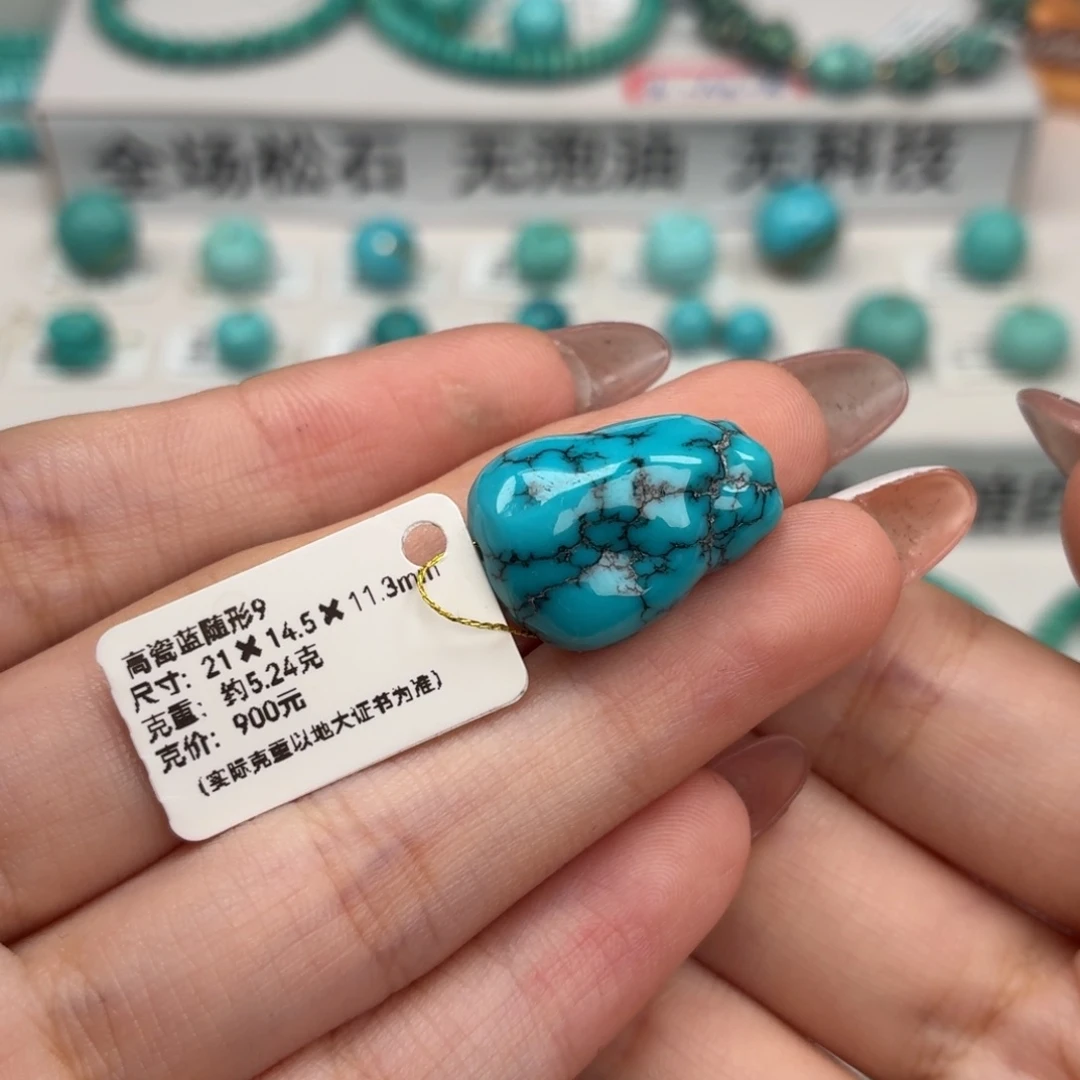 全场松石 无泡油 无科技
高瓷蓝随形9
尺寸: 21✖14.5✖11.3mm
克重: 约5.24克
克价: 900元
(实际克重以地大证书为准)